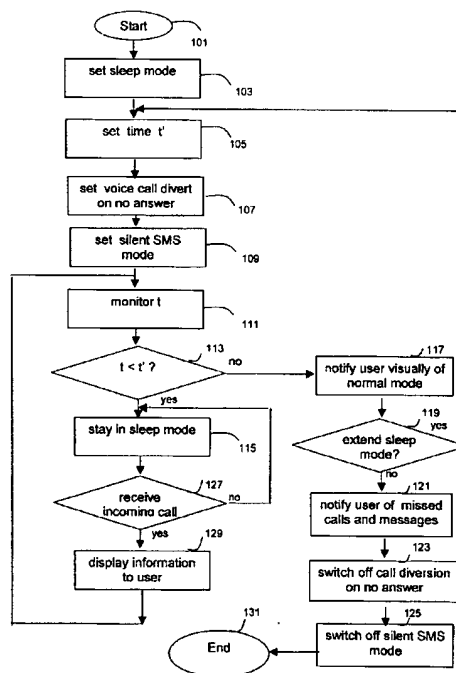 Start
101
set sleep mode
103
set time t'
105
set voice call divert
on no answer
107
set silent SMS
mode
109
monitor t
111
113
t < t' ?
no
yes
stay in sleep mode
115
127
receive
incoming call
no
yes
129
display information
to user
117
notify user visually of
normal mode
119
yes
extend sleep
mode?
no
121
notify user of missed
calls and messages
123
switch off call diversion
on no answer
125
switch off silent SMS
mode
131
End